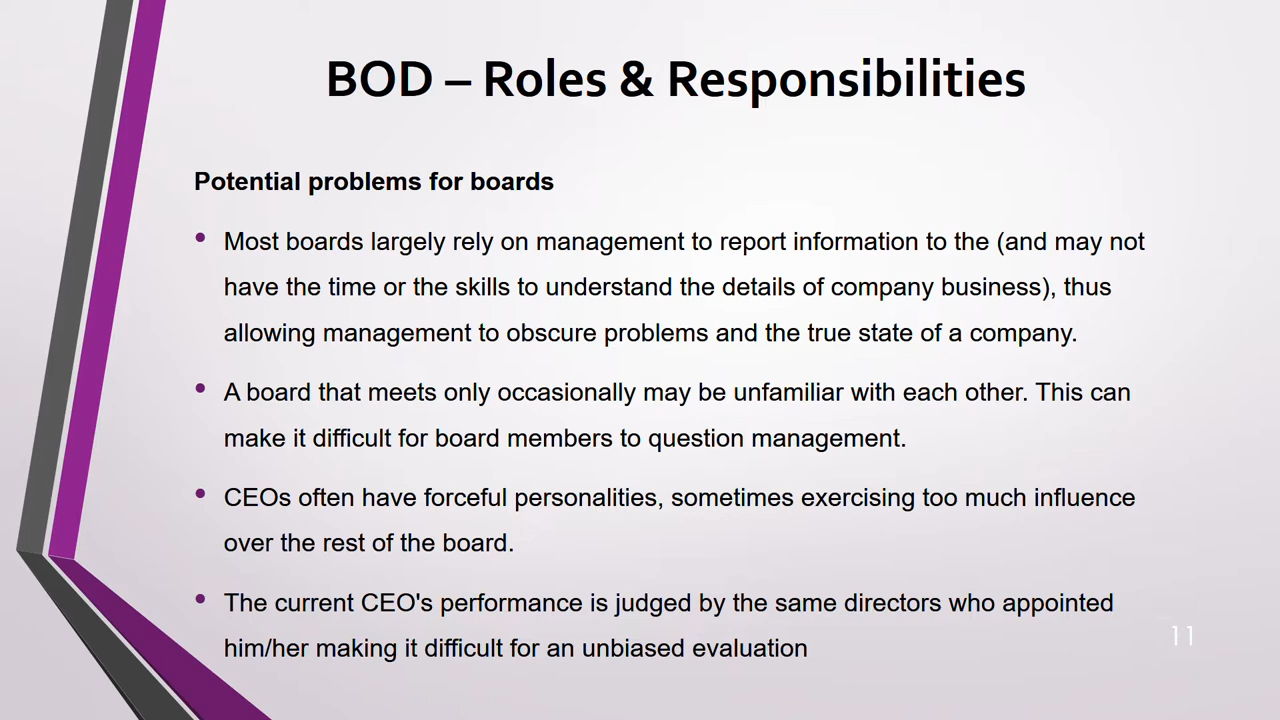 BOD – Roles & Responsibilities
Potential problems for boards
• Most boards largely rely on management to report information to the (and may not
have the time or the skills to understand the details of company business), thus
allowing management to obscure problems and the true state of a company.
• A board that meets only occasionally may be unfamiliar with each other. This can
make it difficult for board members to question management.
• CEOs often have forceful personalities, sometimes exercising too much influence
over the rest of the board.
• The current CEO's performance is judged by the same directors who appointed
him/her making it difficult for an unbiased evaluation
11